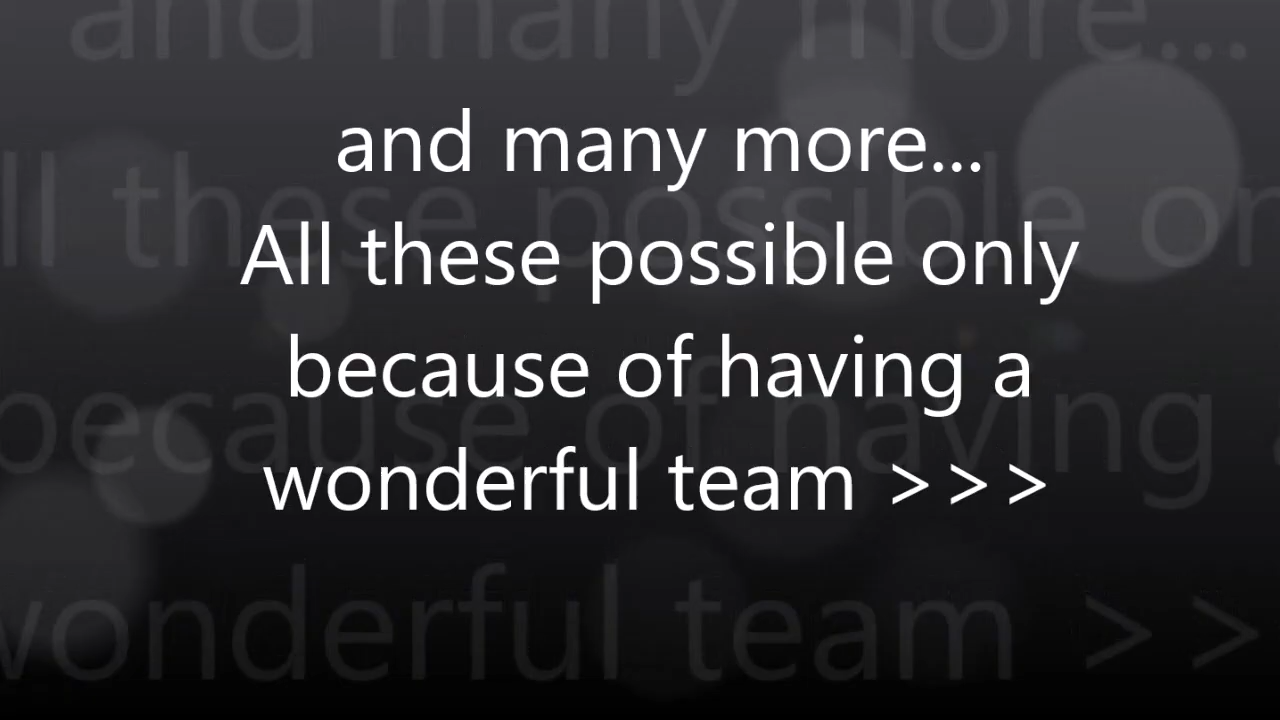 and many more...
All these possible only
because of having a
wonderful team >>>